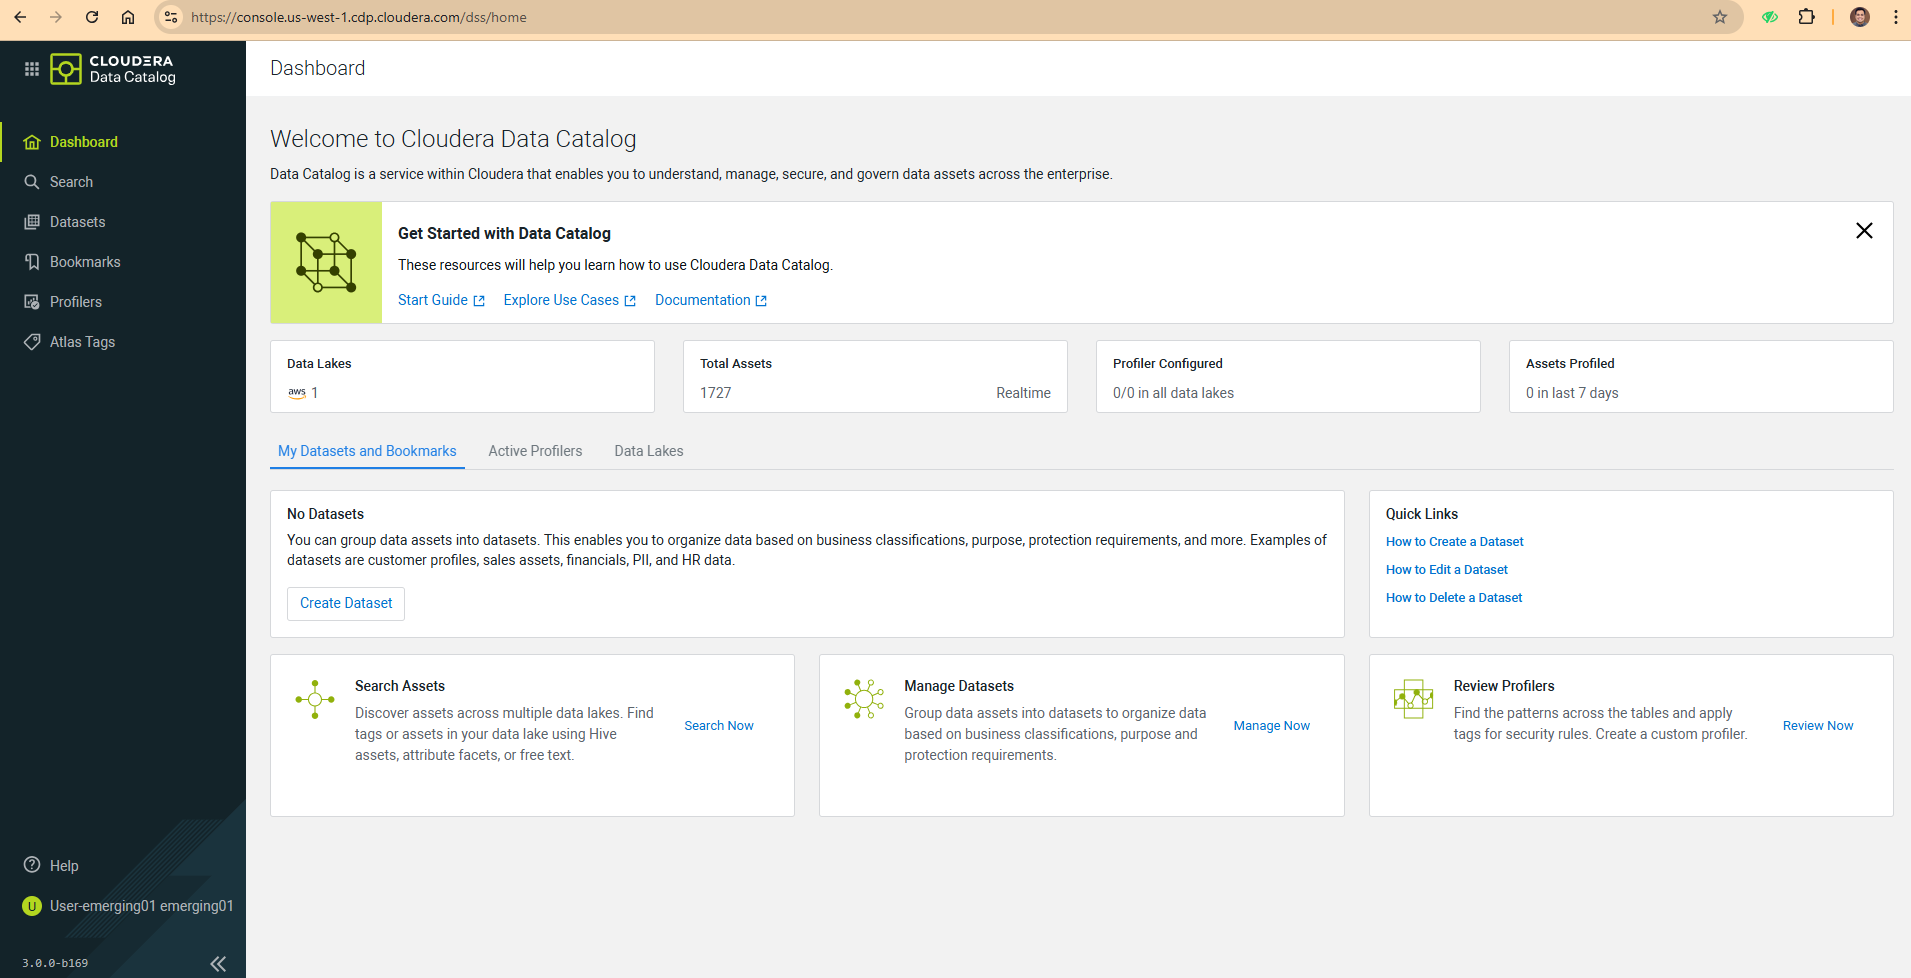 https://console.us-west-1.cdp.cloudera.com/dss/home
CLOUDERA
Data Catalog
Dashboard
Search
Datasets
Bookmarks
Profilers
Atlas Tags
Help
U
User-emerging01 emerging01
3.0.0-b169
Dashboard
Welcome to Cloudera Data Catalog
Data Catalog is a service within Cloudera that enables you to understand, manage, secure, and govern data assets across the enterprise.
Get Started with Data Catalog
These resources will help you learn how to use Cloudera Data Catalog.
Start Guide Explore Use Cases Documentation
Data Lakes
aws 1
Total Assets
1727 Realtime
Profiler Configured
0/0 in all data lakes
Assets Profiled
0 in last 7 days
My Datasets and Bookmarks Active Profilers Data Lakes
No Datasets
You can group data assets into datasets. This enables you to organize data based on business classifications, purpose, protection requirements, and more. Examples of
datasets are customer profiles, sales assets, financials, PII, and HR data.
Create Dataset
Quick Links
How to Create a Dataset
How to Edit a Dataset
How to Delete a Dataset
Search Assets
Discover assets across multiple data lakes. Find
tags or assets in your data lake using Hive
assets, attribute facets, or free text.
Search Now
Manage Datasets
Group data assets into datasets to organize data
based on business classifications, purpose and
protection requirements.
Manage Now
Review Profilers
Find the patterns across the tables and apply
tags for security rules. Create a custom profiler.
Review Now